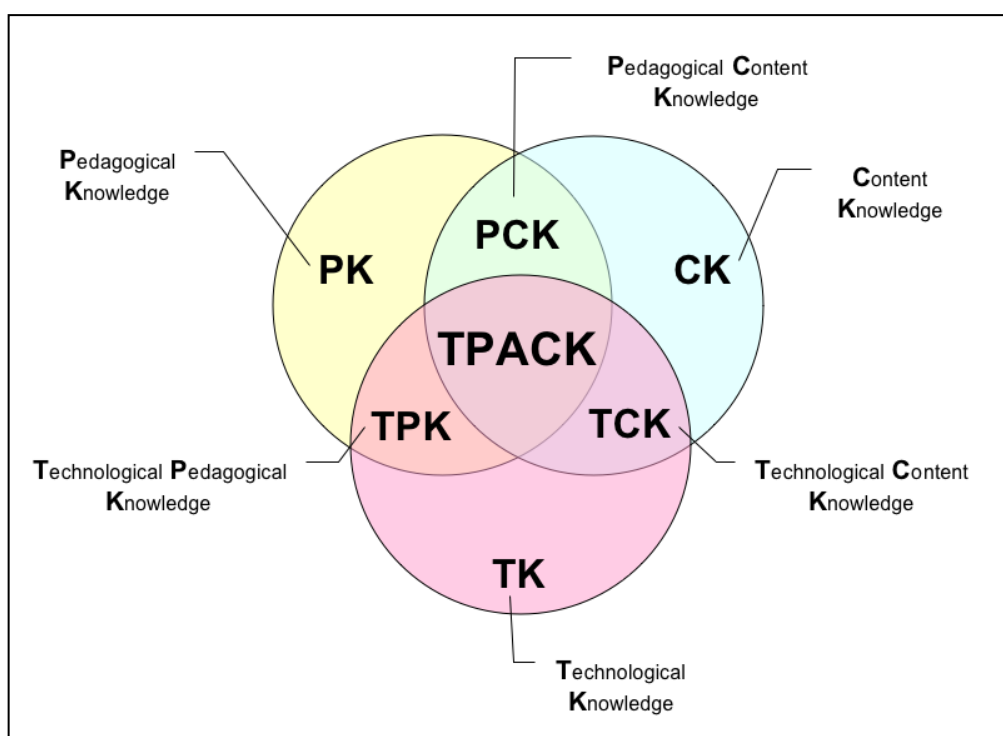 Pedagogical Content
Knowledge
Pedagogical
Knowledge
Content
Knowledge
PCK
PK
CK
TPACK
TPK
TCK
Technological Pedagogical
Knowledge
Technological Content
Knowledge
TK
Technological
Knowledge